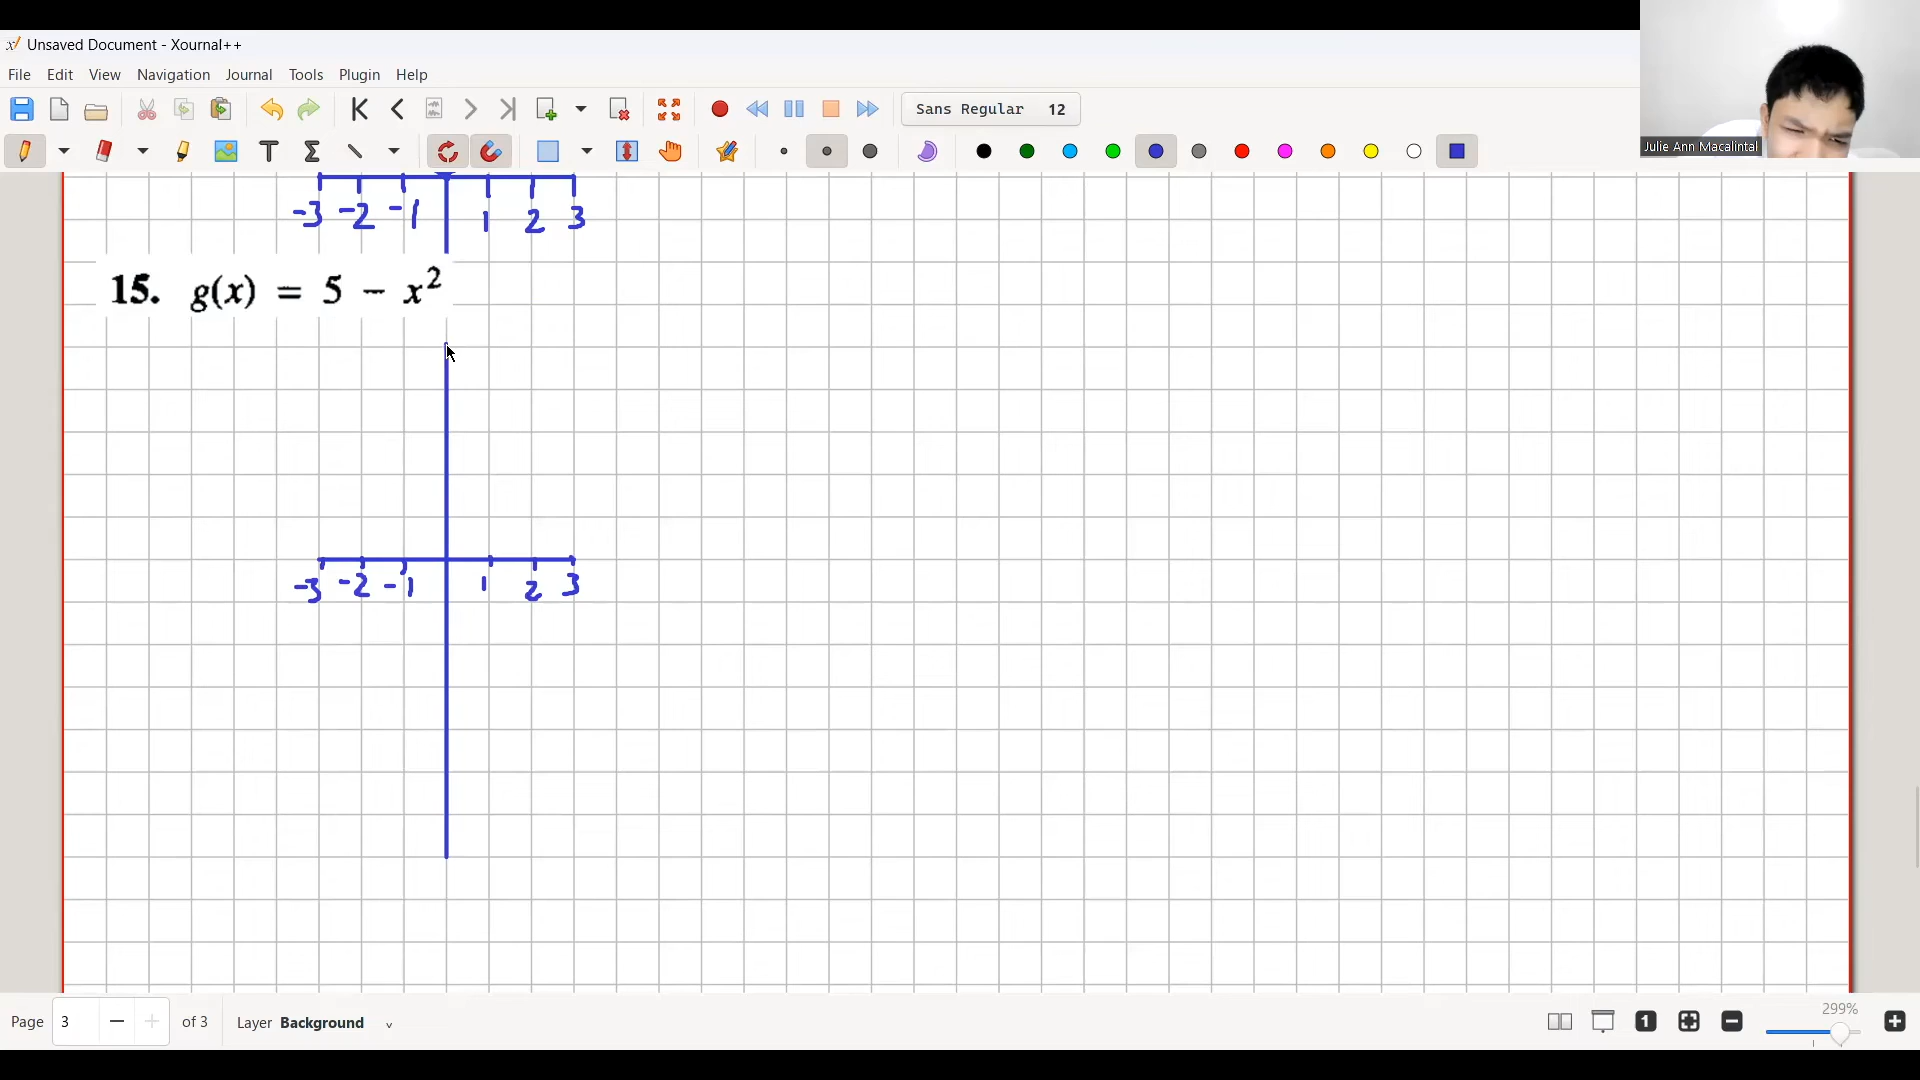 Unsaved Document - Xournal++
File Edit View Navigation Journal Tools Plugin Help
Sans Regular 12
Julie Ann Macalintal
-3 -2 -1 1 2 3
15. g(x) = 5 - x²
-3 -2 -1 1 2 3
299%
Page 3 of 3 Layer Background